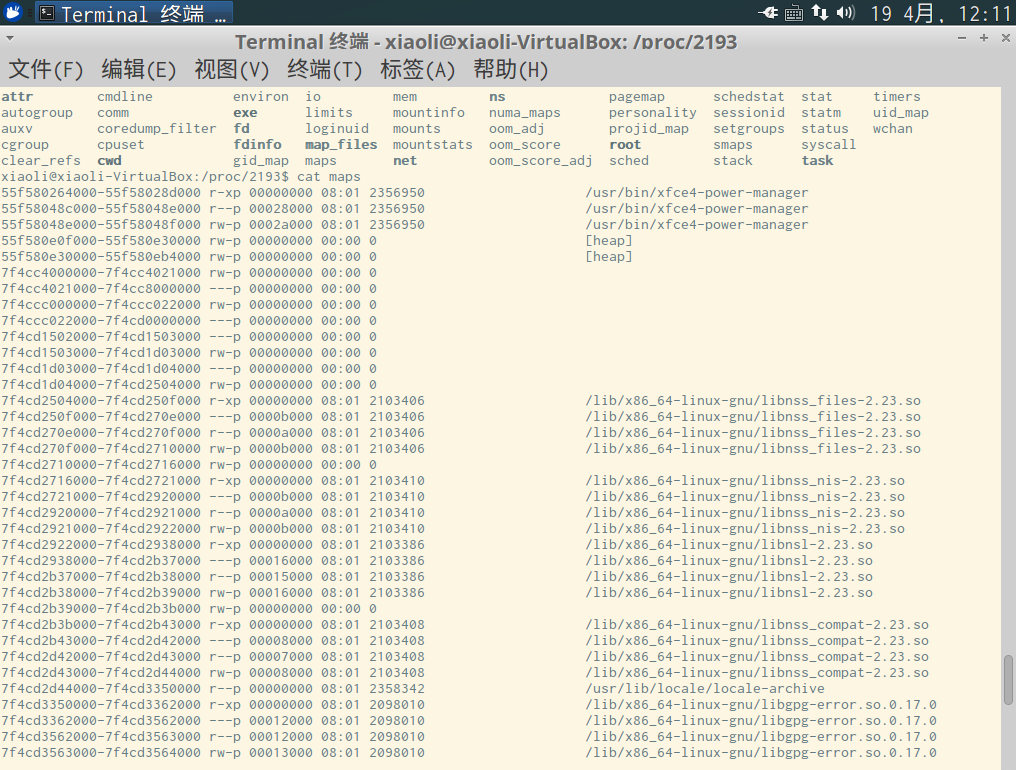 Terminal 终端 … 19 4月, 12:11
Terminal 终端 - xiaoli@xiaoli-VirtualBox: /proc/2193
文件(F) 编辑(E) 视图(V) 终端(T) 标签(A) 帮助(H)
attr cmdline environ io mem ns pagemap schedstat stat timers
autogroup comm exe limits mountinfo numa_maps personality sessionid statm uid_map
auxv coredump_filter fd loginuid mounts oom_adj projid_map setgroups status wchan
cgroup cpuset fdinfo map_files mountstats oom_score root smaps syscall
clear_refs cwd gid_map maps net oom_score_adj sched stack task
xiaoli@xiaoli-VirtualBox:/proc/2193$ cat maps
55f580264000-55f58028d000 r-xp 00000000 08:01 2356950 /usr/bin/xfce4-power-manager
55f58048c000-55f58048e000 r--p 00028000 08:01 2356950 /usr/bin/xfce4-power-manager
55f58048e000-55f58048f000 rw-p 0002a000 08:01 2356950 /usr/bin/xfce4-power-manager
55f580e0f000-55f580e30000 rw-p 00000000 00:00 0 [heap]
55f580e30000-55f580eb4000 rw-p 00000000 00:00 0 [heap]
7f4cc4000000-7f4cc4021000 rw-p 00000000 00:00 0
7f4cc4021000-7f4cc8000000 ---p 00000000 00:00 0
7f4ccc000000-7f4ccc022000 rw-p 00000000 00:00 0
7f4ccc022000-7f4cd0000000 ---p 00000000 00:00 0
7f4cd1502000-7f4cd1503000 ---p 00000000 00:00 0
7f4cd1503000-7f4cd1d03000 rw-p 00000000 00:00 0
7f4cd1d03000-7f4cd1d04000 ---p 00000000 00:00 0
7f4cd1d04000-7f4cd2504000 rw-p 00000000 00:00 0
7f4cd2504000-7f4cd250f000 r-xp 00000000 08:01 2103406 /lib/x86_64-linux-gnu/libnss_files-2.23.so
7f4cd250f000-7f4cd270e000 ---p 0000b000 08:01 2103406 /lib/x86_64-linux-gnu/libnss_files-2.23.so
7f4cd270e000-7f4cd270f000 r--p 0000a000 08:01 2103406 /lib/x86_64-linux-gnu/libnss_files-2.23.so
7f4cd270f000-7f4cd2710000 rw-p 0000b000 08:01 2103406 /lib/x86_64-linux-gnu/libnss_files-2.23.so
7f4cd2710000-7f4cd2716000 rw-p 00000000 00:00 0
7f4cd2716000-7f4cd2721000 r-xp 00000000 08:01 2103410 /lib/x86_64-linux-gnu/libnss_nis-2.23.so
7f4cd2721000-7f4cd2920000 ---p 0000b000 08:01 2103410 /lib/x86_64-linux-gnu/libnss_nis-2.23.so
7f4cd2920000-7f4cd2921000 r--p 0000a000 08:01 2103410 /lib/x86_64-linux-gnu/libnss_nis-2.23.so
7f4cd2921000-7f4cd2922000 rw-p 0000b000 08:01 2103410 /lib/x86_64-linux-gnu/libnss_nis-2.23.so
7f4cd2922000-7f4cd2938000 r-xp 00000000 08:01 2103386 /lib/x86_64-linux-gnu/libnsl-2.23.so
7f4cd2938000-7f4cd2b37000 ---p 00016000 08:01 2103386 /lib/x86_64-linux-gnu/libnsl-2.23.so
7f4cd2b37000-7f4cd2b38000 r--p 00015000 08:01 2103386 /lib/x86_64-linux-gnu/libnsl-2.23.so
7f4cd2b38000-7f4cd2b39000 rw-p 00016000 08:01 2103386 /lib/x86_64-linux-gnu/libnsl-2.23.so
7f4cd2b39000-7f4cd2b3b000 rw-p 00000000 00:00 0
7f4cd2b3b000-7f4cd2b43000 r-xp 00000000 08:01 2103408 /lib/x86_64-linux-gnu/libnss_compat-2.23.so
7f4cd2b43000-7f4cd2d42000 ---p 00008000 08:01 2103408 /lib/x86_64-linux-gnu/libnss_compat-2.23.so
7f4cd2d42000-7f4cd2d43000 r--p 00007000 08:01 2103408 /lib/x86_64-linux-gnu/libnss_compat-2.23.so
7f4cd2d43000-7f4cd2d44000 rw-p 00008000 08:01 2103408 /lib/x86_64-linux-gnu/libnss_compat-2.23.so
7f4cd2d44000-7f4cd3350000 r--p 00000000 08:01 2358342 /usr/lib/locale/locale-archive
7f4cd3350000-7f4cd3362000 r-xp 00000000 08:01 2098010 /lib/x86_64-linux-gnu/libgpg-error.so.0.17.0
7f4cd3362000-7f4cd3562000 ---p 00012000 08:01 2098010 /lib/x86_64-linux-gnu/libgpg-error.so.0.17.0
7f4cd3562000-7f4cd3563000 r--p 00012000 08:01 2098010 /lib/x86_64-linux-gnu/libgpg-error.so.0.17.0
7f4cd3563000-7f4cd3564000 rw-p 00013000 08:01 2098010 /lib/x86_64-linux-gnu/libgpg-error.so.0.17.0